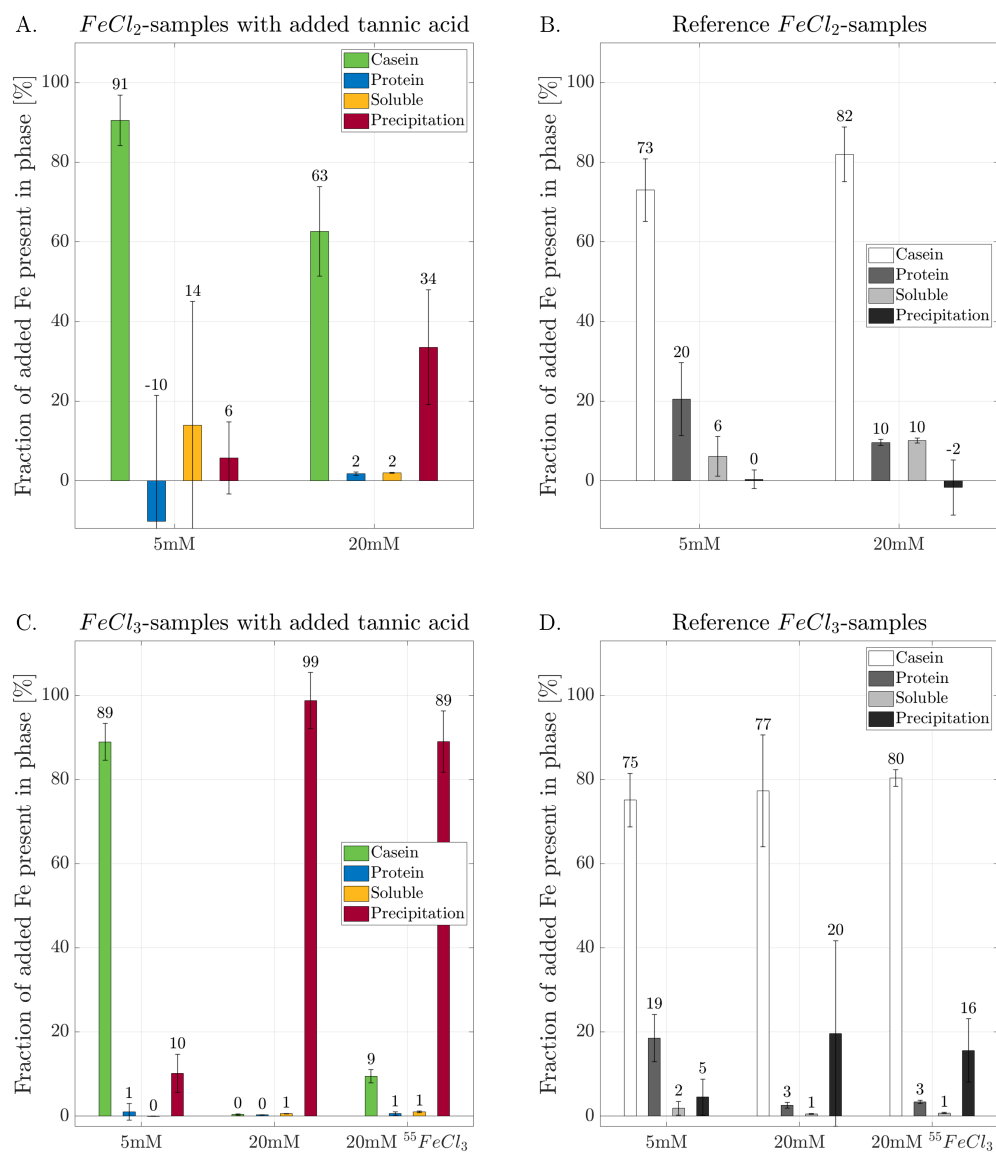 A. FeCl₂-samples with added tannic acid
Fraction of added Fe present in phase [%]
100
80
60
40
20
0
91
-10
14
6
63
2
2
34
Casein
Protein
Soluble
Precipitation
5mM
20mM
B. Reference FeCl₂-samples
Fraction of added Fe present in phase [%]
100
80
60
40
20
0
73
20
6
0
82
10
10
-2
Casein
Protein
Soluble
Precipitation
5mM
20mM
C. FeCl₃-samples with added tannic acid
Fraction of added Fe present in phase [%]
100
80
60
40
20
0
89
1
0
10
0
0
1
99
9
1
1
89
Casein
Protein
Soluble
Precipitation
5mM
20mM
20mM ⁵⁵FeCl₃
D. Reference FeCl₃-samples
Fraction of added Fe present in phase [%]
100
80
60
40
20
0
75
19
2
5
77
3
1
20
80
3
1
16
Casein
Protein
Soluble
Precipitation
5mM
20mM
20mM ⁵⁵FeCl₃